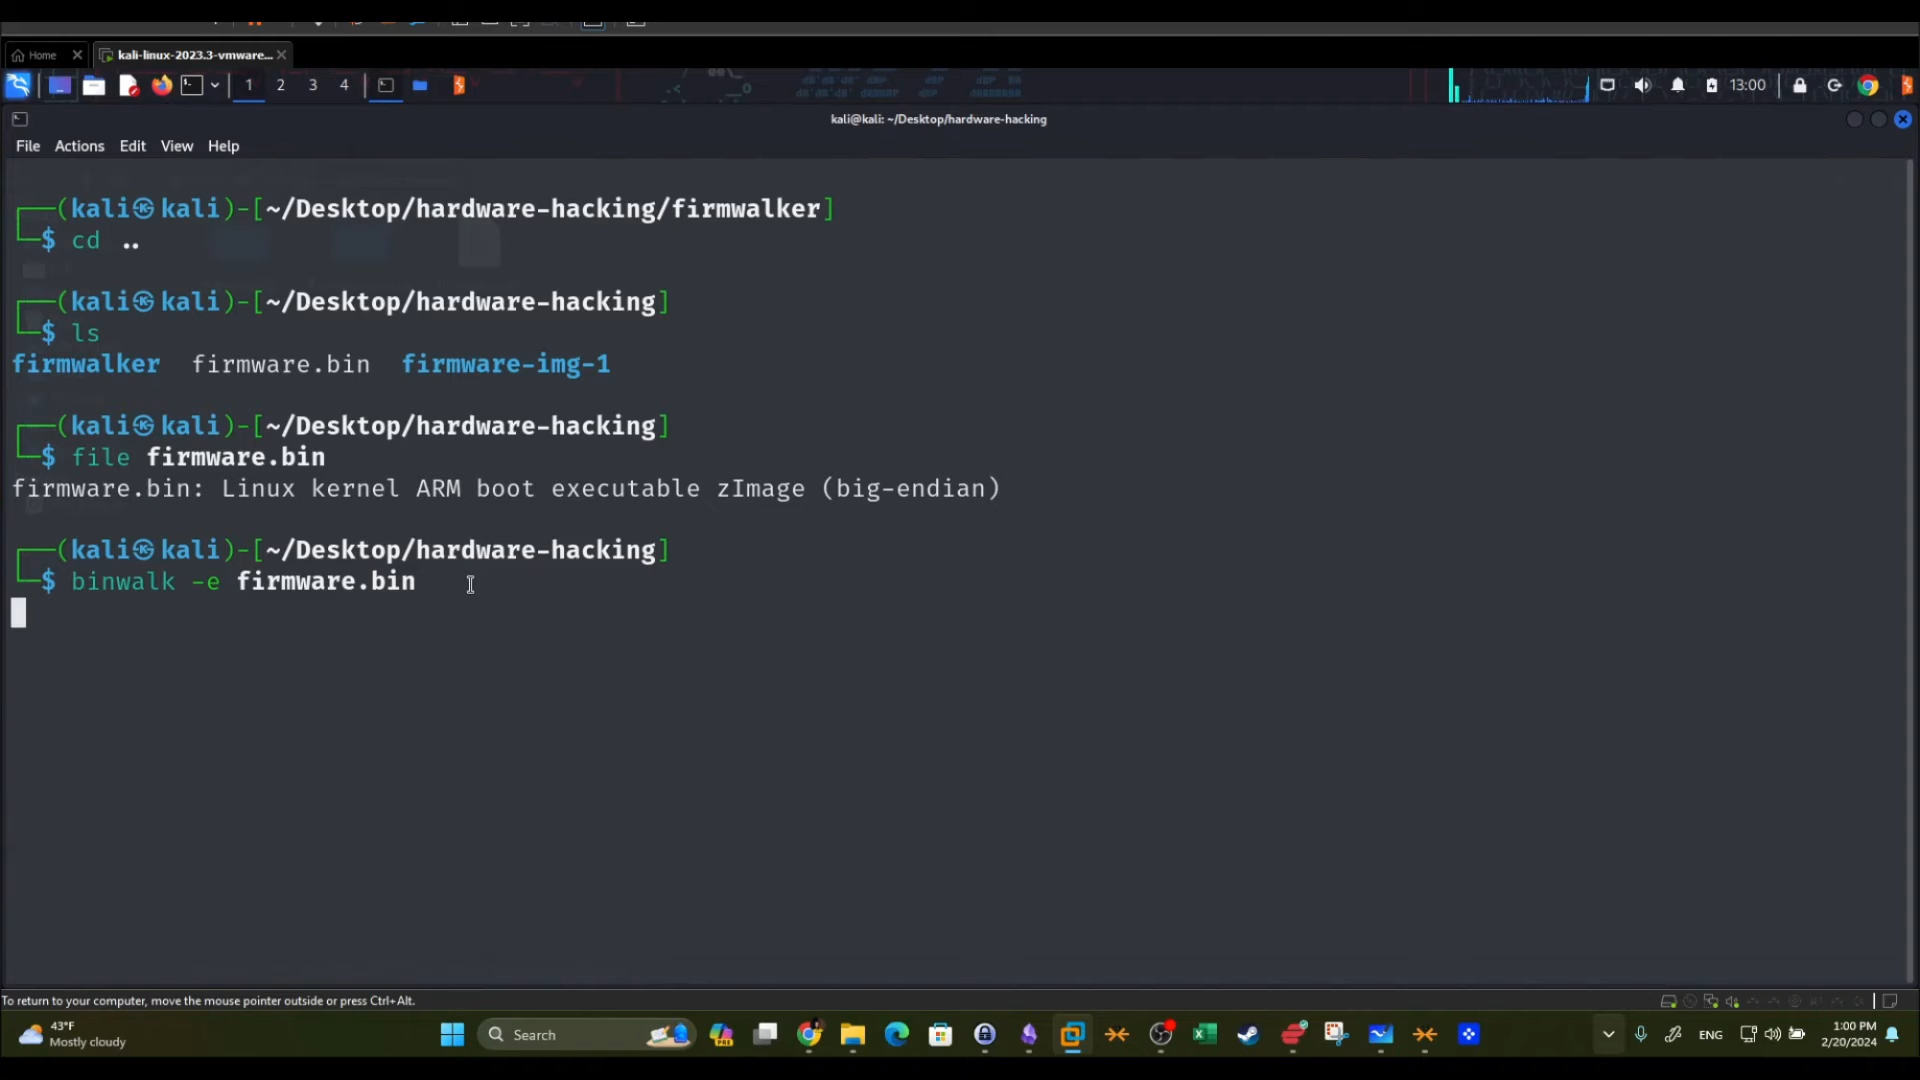 Home
kali-linux-2023.3-vmware...
1 2 3 4
13:00
kali@kali: ~/Desktop/hardware-hacking
File Actions Edit View Help
┌──(kali㉿kali)-[~/Desktop/hardware-hacking/firmwalker]
└─$ cd ..
┌──(kali㉿kali)-[~/Desktop/hardware-hacking]
└─$ ls
firmwalker firmware.bin firmware-img-1
┌──(kali㉿kali)-[~/Desktop/hardware-hacking]
└─$ file firmware.bin
firmware.bin: Linux kernel ARM boot executable zImage (big-endian)
┌──(kali㉿kali)-[~/Desktop/hardware-hacking]
└─$ binwalk -e firmware.bin
To return to your computer, move the mouse pointer outside or press Ctrl+Alt.
43°F
Mostly cloudy
Search
ENG
1:00 PM
2/20/2024